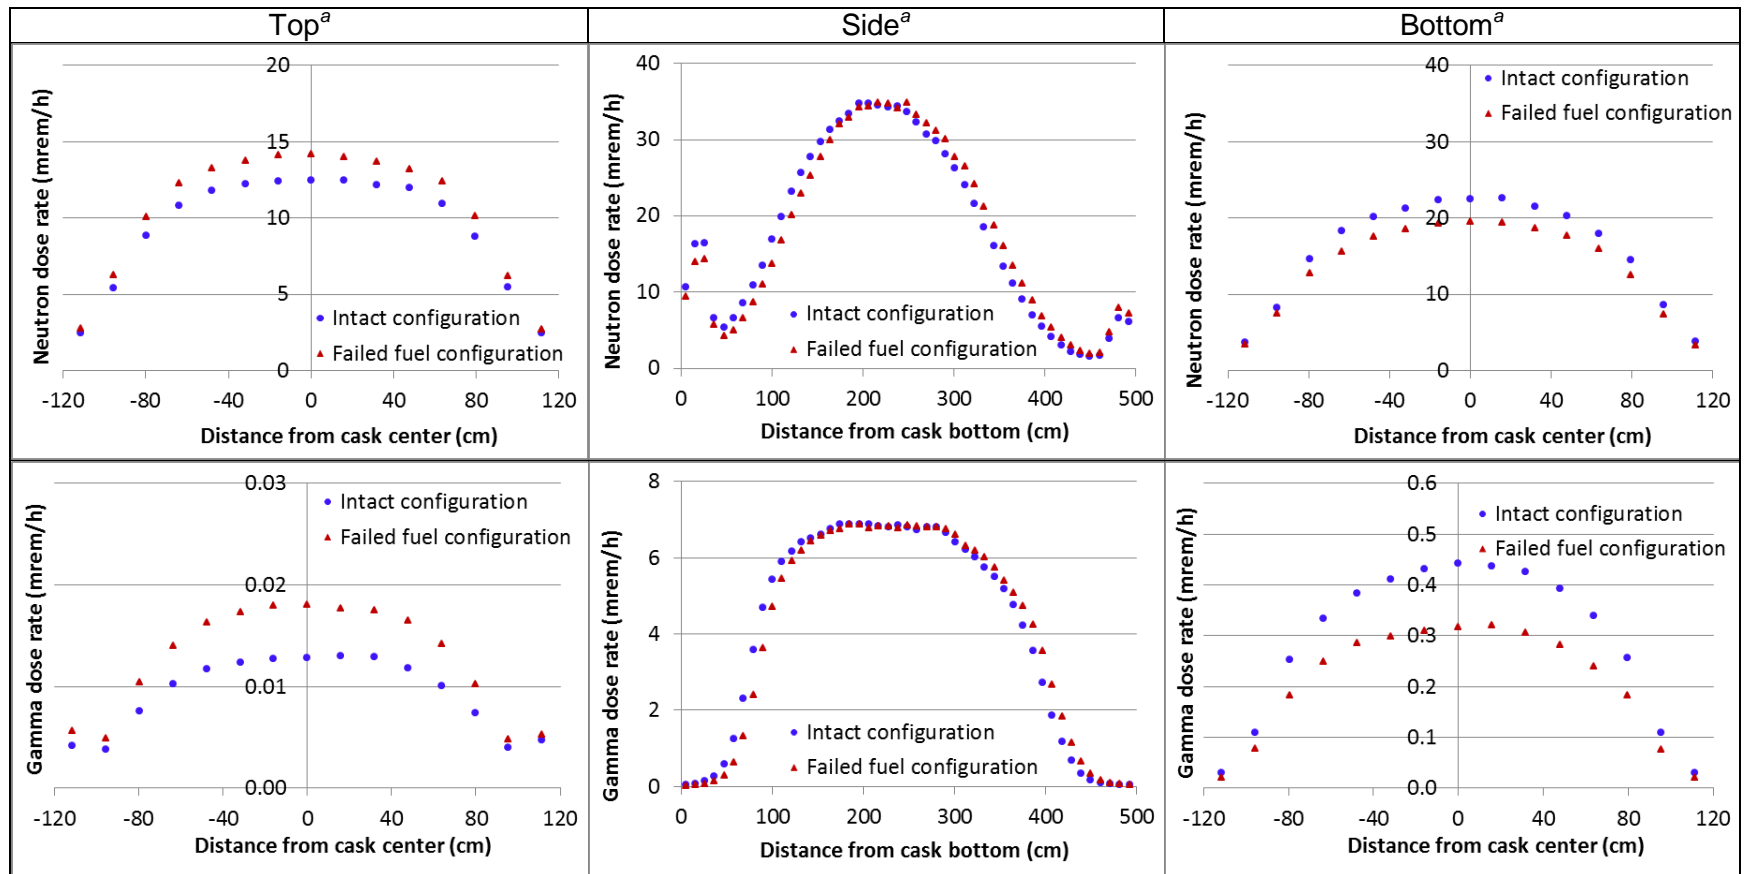 Topa Sidea Bottoma
Neutron dose rate (mrem/h)
20
15
10
5
0
Intact configuration
Failed fuel configuration
-120 -80 -40 0 40 80 120
Distance from cask center (cm)
Neutron dose rate (mrem/h)
40
30
20
10
0
Intact configuration
Failed fuel configuration
0 100 200 300 400 500
Distance from cask bottom (cm)
Neutron dose rate (mrem/h)
40
30
20
10
0
Intact configuration
Failed fuel configuration
-120 -80 -40 0 40 80 120
Distance from cask center (cm)
Gamma dose rate (mrem/h)
0.03
0.02
0.01
0.00
Intact configuration
Failed fuel configuration
-120 -80 -40 0 40 80 120
Distance from cask center (cm)
Gamma dose rate (mrem/h)
8
6
4
2
0
Intact configuration
Failed fuel configuration
0 100 200 300 400 500
Distance from cask bottom (cm)
Gamma dose rate (mrem/h)
0.6
0.5
0.4
0.3
0.2
0.1
0.0
Intact configuration
Failed fuel configuration
-120 -80 -40 0 40 80 120
Distance from cask center (cm)